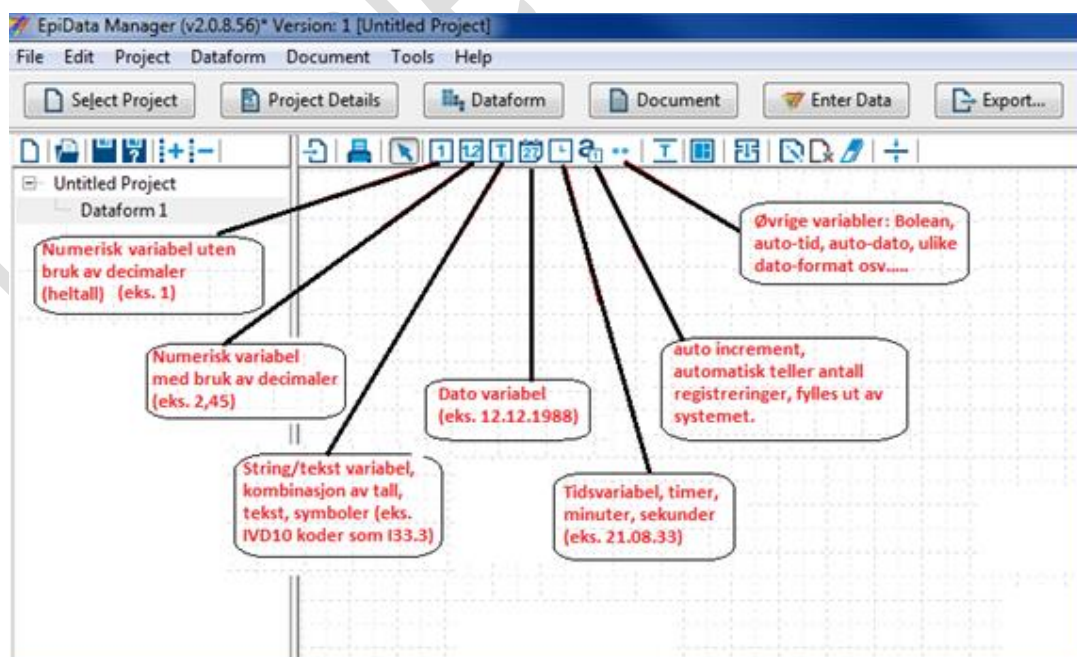 EpiData Manager (v2.0.8.56)* Version: 1 [Untitled Project]
File Edit Project Dataform Document Tools Help
Select Project Project Details Dataform Document Enter Data Export...
Untitled Project
Dataform 1
Numerisk variabel uten
bruk av decimaler
(heltall) (eks. 1)
Øvrige variabler: Bolean,
auto-tid, auto-dato, ulike
dato-format osv.....
Numerisk variabel
med bruk av decimaler
(eks. 2,45)
Dato variabel
(eks. 12.12.1988)
auto increment,
automatisk teller antall
registreringer, fylles ut av
systemet.
String/tekst variabel,
kombinasjon av tall,
tekst, symboler (eks.
IVD10 koder som I33.3)
Tidsvariabel, timer,
minuter, sekunder
(eks. 21.08.33)